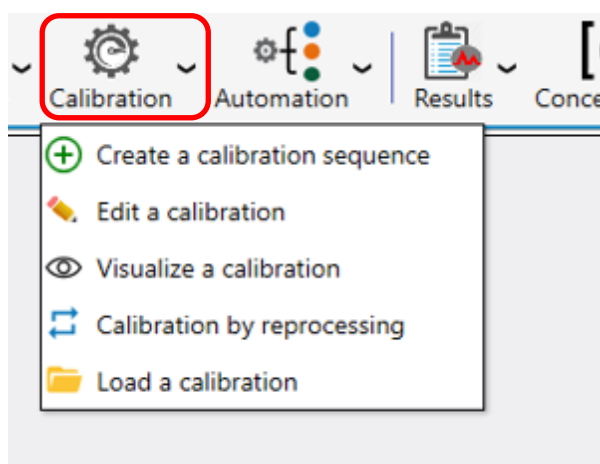 Calibration Automation Results Conce
Create a calibration sequence
Edit a calibration
Visualize a calibration
Calibration by reprocessing
Load a calibration